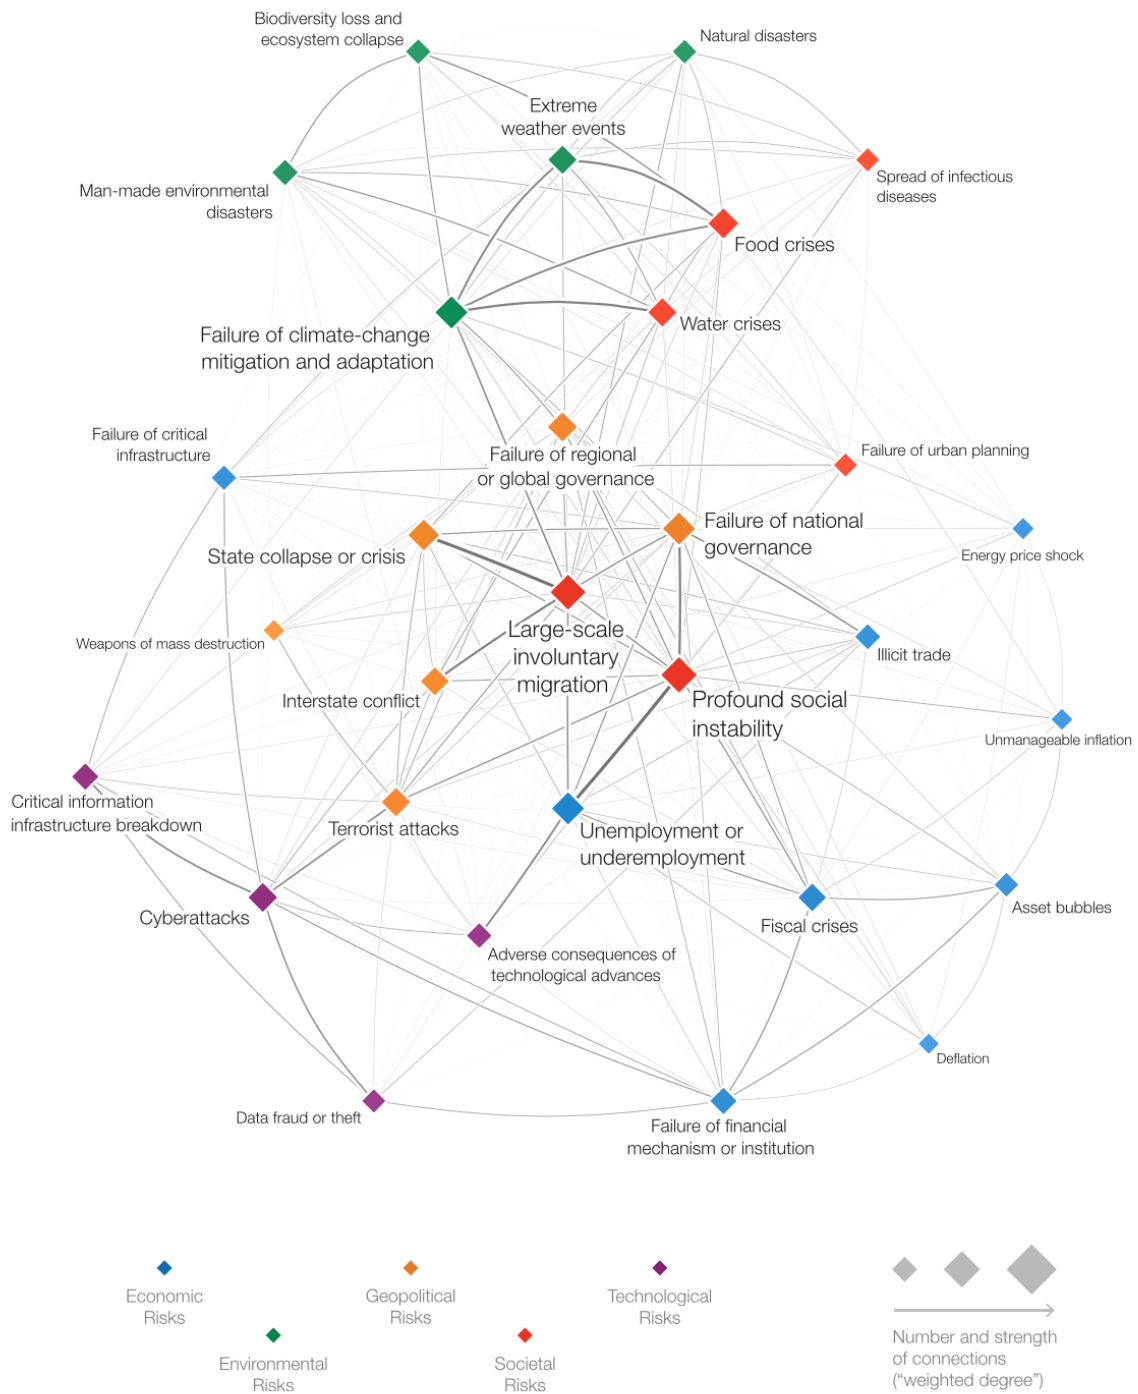 Biodiversity loss and
ecosystem collapse
Natural disasters
Extreme
weather events
Man-made environmental
disasters
Spread of infectious
diseases
Food crises
Water crises
Failure of climate-change
mitigation and adaptation
Failure of critical
infrastructure
Failure of regional
or global governance
Failure of urban planning
State collapse or crisis
Failure of national
governance
Energy price shock
Weapons of mass destruction
Large-scale
involuntary
migration
Illicit trade
Interstate conflict
Profound social
instability
Unmanageable inflation
Critical information
infrastructure breakdown
Terrorist attacks
Unemployment or
underemployment
Cyberattacks
Fiscal crises
Asset bubbles
Adverse consequences of
technological advances
Deflation
Data fraud or theft
Failure of financial
mechanism or institution
Economic
Risks
Geopolitical
Risks
Technological
Risks
Environmental
Risks
Societal
Risks
Number and strength
of connections
(“weighted degree”)